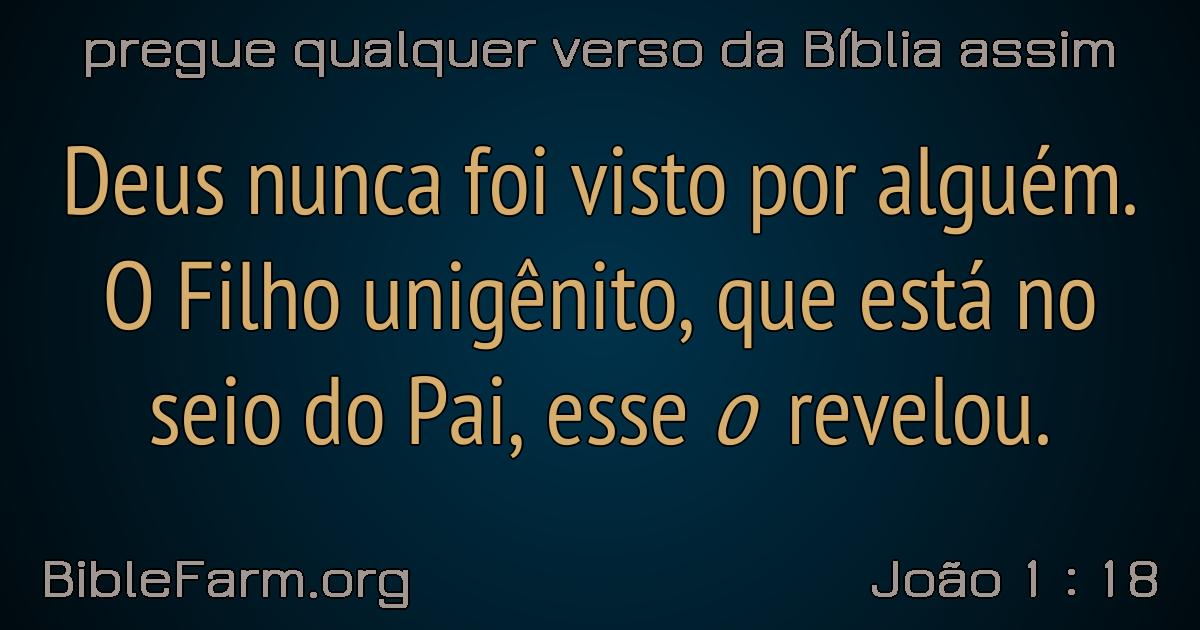 pregue qualquer verso da Bíblia assim
Deus nunca foi visto por alguém.
O Filho unigênito, que está no
seio do Pai, esse o revelou.
BibleFarm.org
João 1 : 18